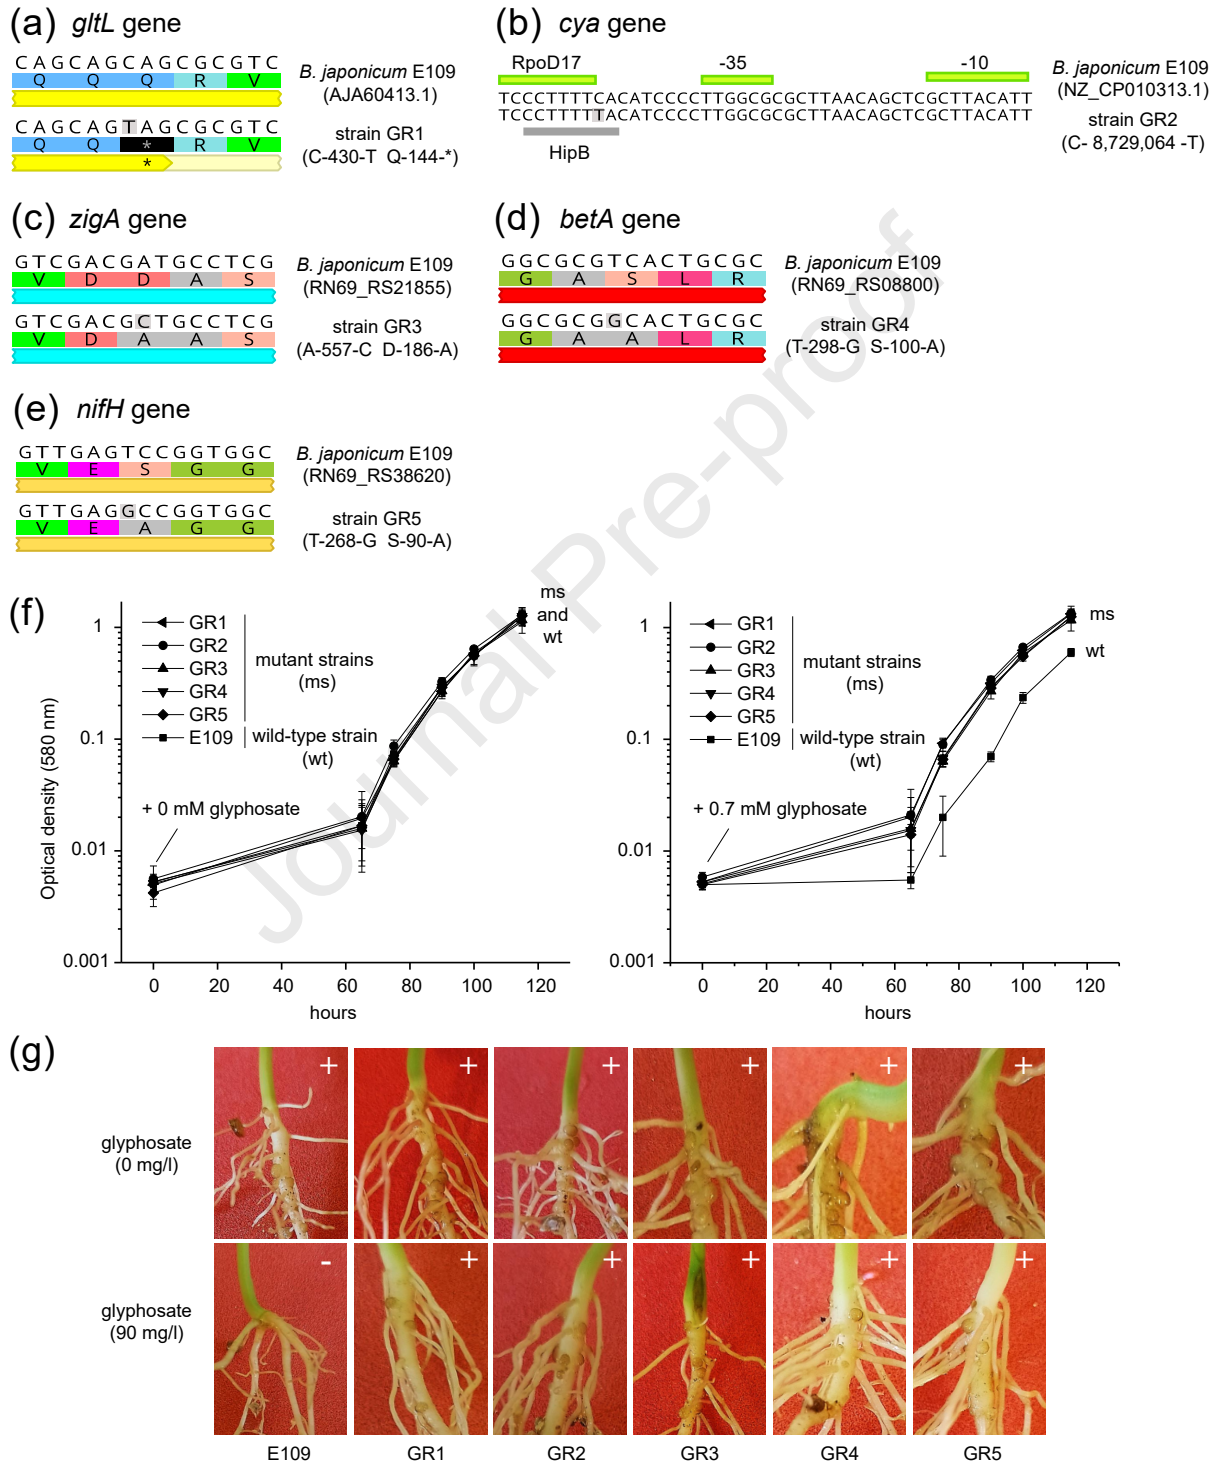 (a) gltL gene
CAGCAGCAGCGCGTC
Q Q Q R V
B. japonicum E109
(AJA60413.1)
CAGCAGTAGCGCGTC
Q Q * R V
*
strain GR1
(C-430-T Q-144-*)
(b) cya gene
RpoD17 -35 -10
TCCCTTTTCACATCCCCTTGGCGCGCTTAACAGCTCGCTTACATT
TCCCTTTTTACATCCCCTTGGCGCGCTTAACAGCTCGCTTACATT
HipB
B. japonicum E109
(NZ_CP010313.1)
strain GR2
(C- 8,729,064 -T)
(c) zigA gene
GTCGACGATGCCTCG
V D D A S
B. japonicum E109
(RN69_RS21855)
GTCGACGCTGCCTCG
V D A A S
strain GR3
(A-557-C D-186-A)
(d) betA gene
GGCGCGTCACTGCGC
G A S L R
B. japonicum E109
(RN69_RS08800)
GGCGCGGCACTGCGC
G A A L R
strain GR4
(T-298-G S-100-A)
(e) nifH gene
GTTGAGTCCGGTGGC
V E S G G
B. japonicum E109
(RN69_RS38620)
GTTGAGGCCGGTGGC
V E A G G
strain GR5
(T-268-G S-90-A)
(f)
Optical density (580 nm)
1
0.1
0.01
0.001
GR1
GR2
GR3
GR4
GR5
E109
mutant strains
(ms)
wild-type strain
(wt)
ms
and
wt
+ 0 mM glyphosate
0 20 40 60 80 100 120
hours
1
0.1
0.01
0.001
GR1
GR2
GR3
GR4
GR5
E109
mutant strains
(ms)
wild-type strain
(wt)
ms
wt
+ 0.7 mM glyphosate
0 20 40 60 80 100 120
hours
(g)
glyphosate
(0 mg/l)
+ + + + + +
glyphosate
(90 mg/l)
- + + + + +
E109 GR1 GR2 GR3 GR4 GR5
Journal Pre-proof